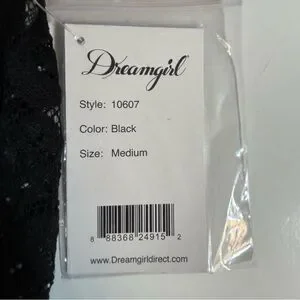 Dreamgirl
Style: 10607
Color: Black
Size: Medium
8 88368 24915 2
www.Dreamgirldirect.com